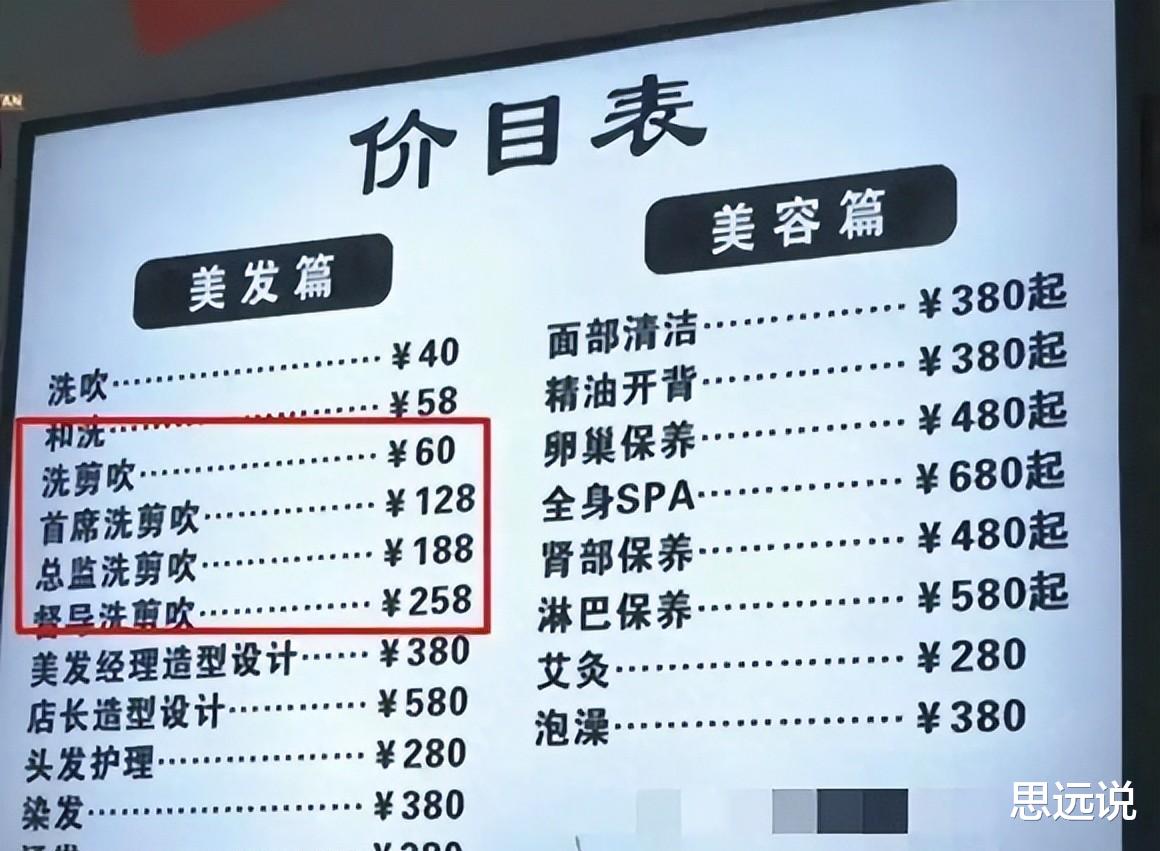 AN
价目表
美发篇
洗吹 ¥40
和洗 ¥58
洗剪吹 ¥60
首席洗剪吹 ¥128
总监洗剪吹 ¥188
督导洗剪吹 ¥258
美发经理造型设计 ¥380
店长造型设计 ¥580
头发护理 ¥280
染发 ¥380
美容篇
面部清洁 ¥380起
精油开背 ¥380起
卵巢保养 ¥480起
全身SPA ¥680起
肾部保养 ¥480起
淋巴保养 ¥580起
艾灸 ¥280
泡澡 ¥380
思远说